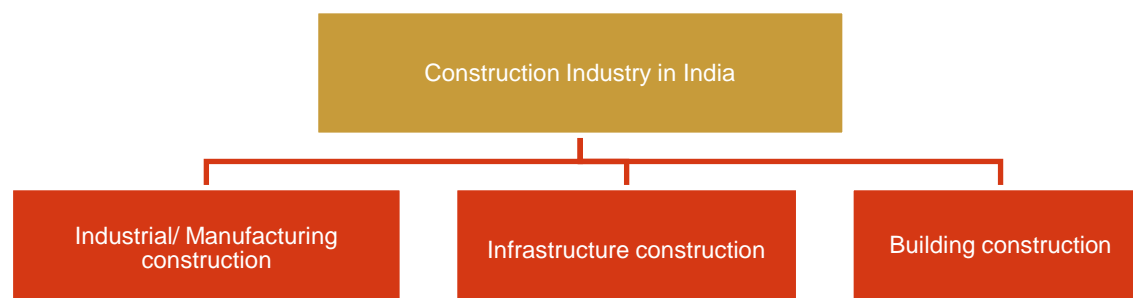 Construction Industry in India
Industrial/ Manufacturing
construction
Infrastructure construction
Building construction